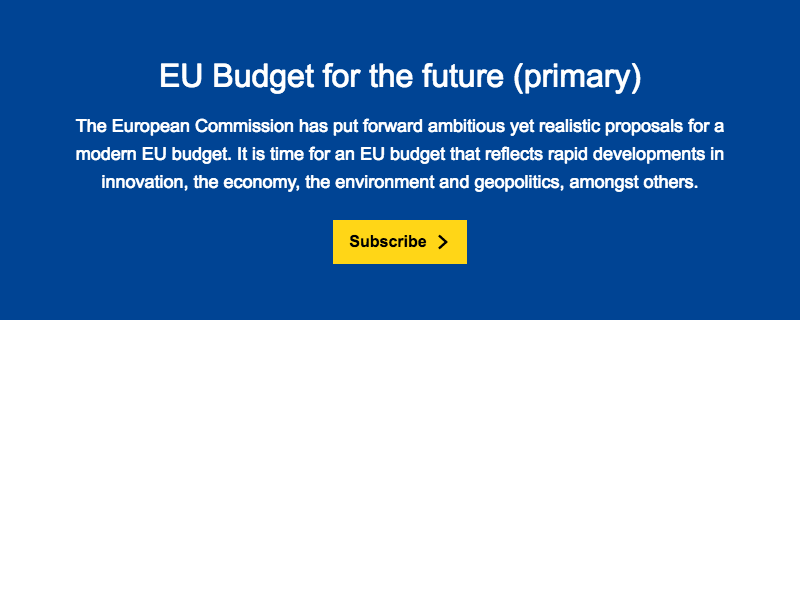 EU Budget for the future (primary)
The European Commission has put forward ambitious yet realistic proposals for a
modern EU budget. It is time for an EU budget that reflects rapid developments in
innovation, the economy, the environment and geopolitics, amongst others.
Subscribe